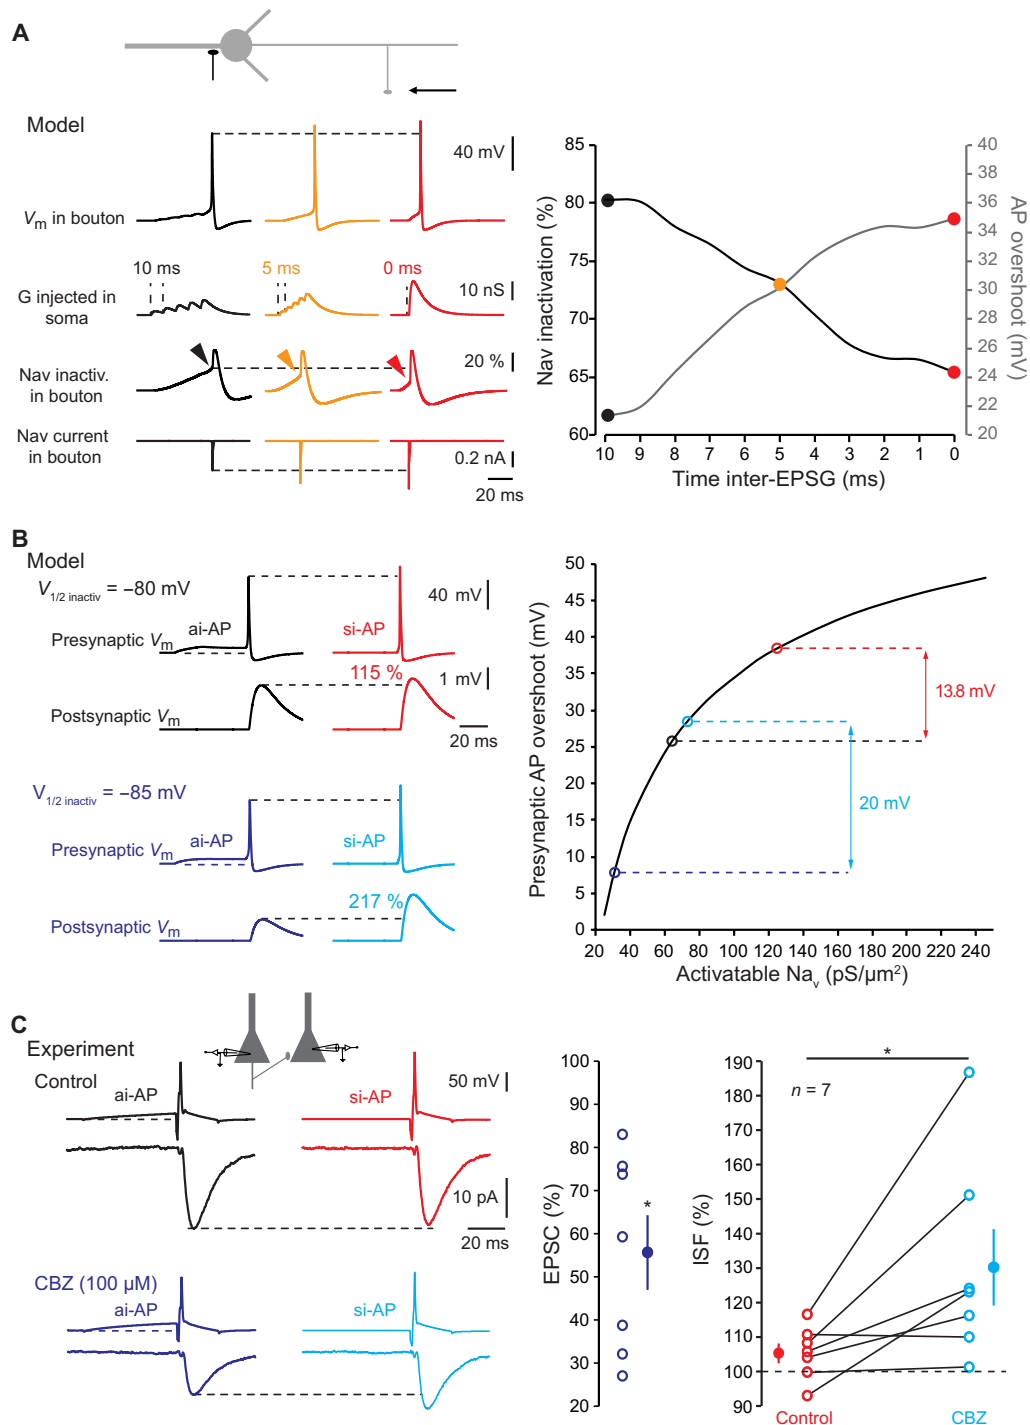 A
Model
40 mV
Vm in bouton
10 ms
5 ms
0 ms
G injected in
soma
10 nS
Nav inactiv.
in bouton
20 %
Nav current
in bouton
0.2 nA
20 ms
Nav inactivation (%)
85
80
75
70
65
60
AP overshoot (mV)
40
38
36
34
32
30
28
26
24
22
20
10 9 8 7 6 5 4 3 2 1 0
Time inter-EPSG (ms)
B
Model
V1/2 inactiv = −80 mV
40 mV
ai-AP
si-AP
Presynaptic Vm
115 %
1 mV
Postsynaptic Vm
20 ms
V1/2 inactiv = −85 mV
ai-AP
si-AP
Presynaptic Vm
217 %
Postsynaptic Vm
Presynaptic AP overshoot (mV)
50
45
40
35
30
25
20
15
10
5
0
13.8 mV
20 mV
20 40 60 80 100 120 140 160 180 200 220 240
Activatable Nav (pS/µm2)
C
Experiment
Control
ai-AP
si-AP
50 mV
10 pA
20 ms
CBZ (100 µM)
ai-AP
si-AP
EPSC (%)
100
90
80
70
60
50
40
30
20
*
ISF (%)
190
180
170
160
150
140
130
120
110
100
90
*
n = 7
Control
CBZ